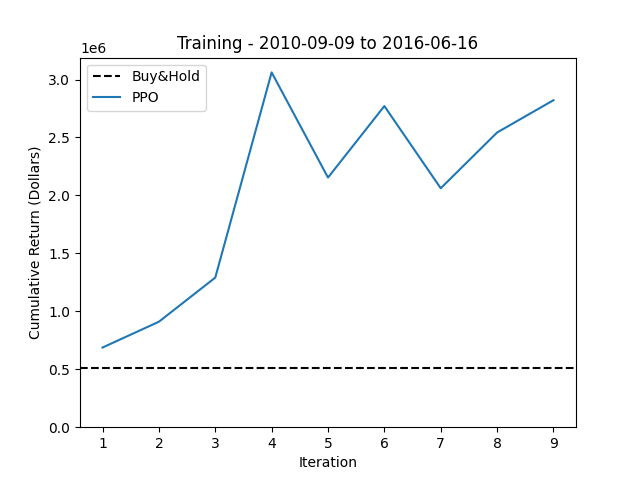 Training - 2010-09-09 to 2016-06-16
1e6
Buy&Hold
PPO
Cumulative Return (Dollars)
3.0
2.5
2.0
1.5
1.0
0.5
0.0
1 2 3 4 5 6 7 8 9
Iteration